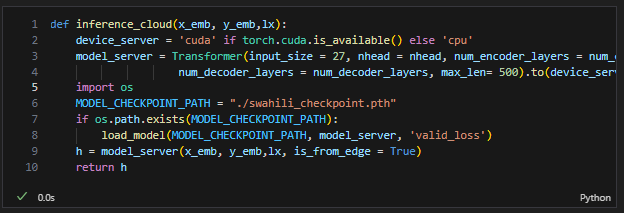 1 def inference_cloud(x_emb, y_emb,lx):
2 device_server = 'cuda' if torch.cuda.is_available() else 'cpu'
3 model_server = Transformer(input_size = 27, nhead = nhead, num_encoder_layers = num_
4 num_decoder_layers = num_decoder_layers, max_len= 500).to(device_serv
5 import os
6 MODEL_CHECKPOINT_PATH = "./swahili_checkpoint.pth"
7 if os.path.exists(MODEL_CHECKPOINT_PATH):
8 load_model(MODEL_CHECKPOINT_PATH, model_server, 'valid_loss')
9 h = model_server(x_emb, y_emb,lx, is_from_edge = True)
10 return h
0.0s Python